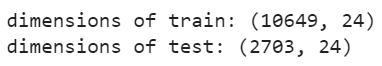 dimensions of train: (10649, 24)
dimensions of test: (2703, 24)